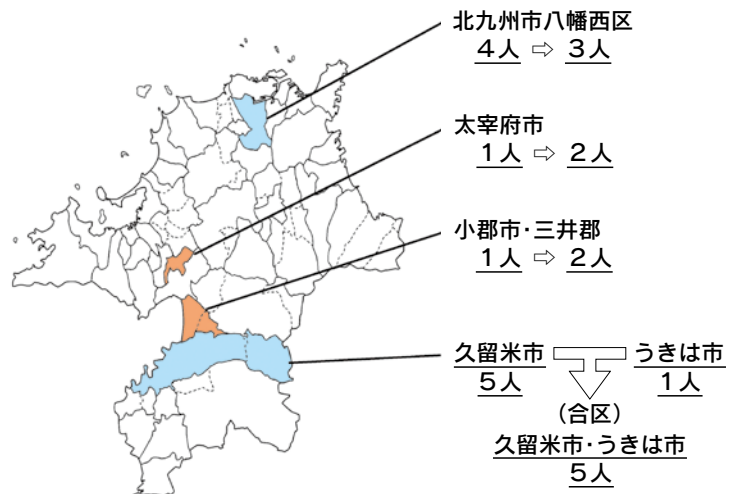 北九州市八幡西区
4人 ⇨ 3人
太宰府市
1人 ⇨ 2人
小郡市・三井郡
1人 ⇨ 2人
久留米市 うきは市
5人 1人
(合区)
久留米市・うきは市
5人